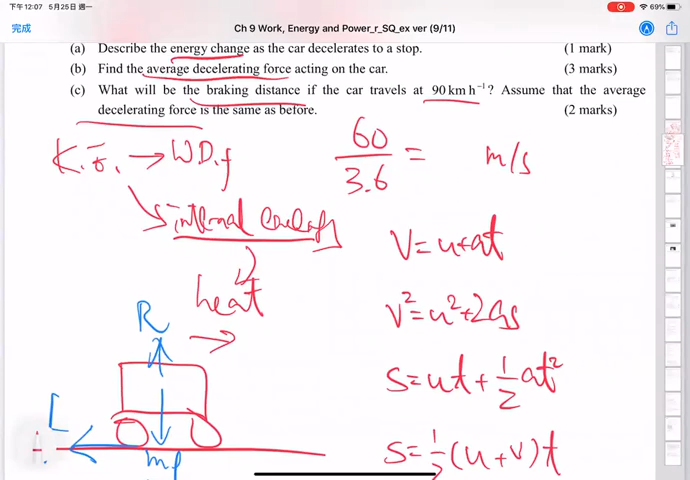 下午 12:07 5月25日 週一
69%
完成
Ch 9 Work, Energy and Power_r_SQ_ex ver (9/11)
(a) Describe the energy change as the car decelerates to a stop. (1 mark)
(b) Find the average decelerating force acting on the car. (3 marks)
(c) What will be the braking distance if the car travels at 90 km h⁻¹? Assume that the average
decelerating force is the same as before. (2 marks)
K.E. → W.D.f
60/3.6 = m/s
internal energy
V=u+at
heat
V²=u²+2as
R
s=ut+½at²
s=½(u+v)t